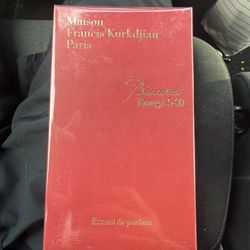 Maison
Francis Kurkdjian
Paris
Baccarat
Rouge 540
Extrait de parfum